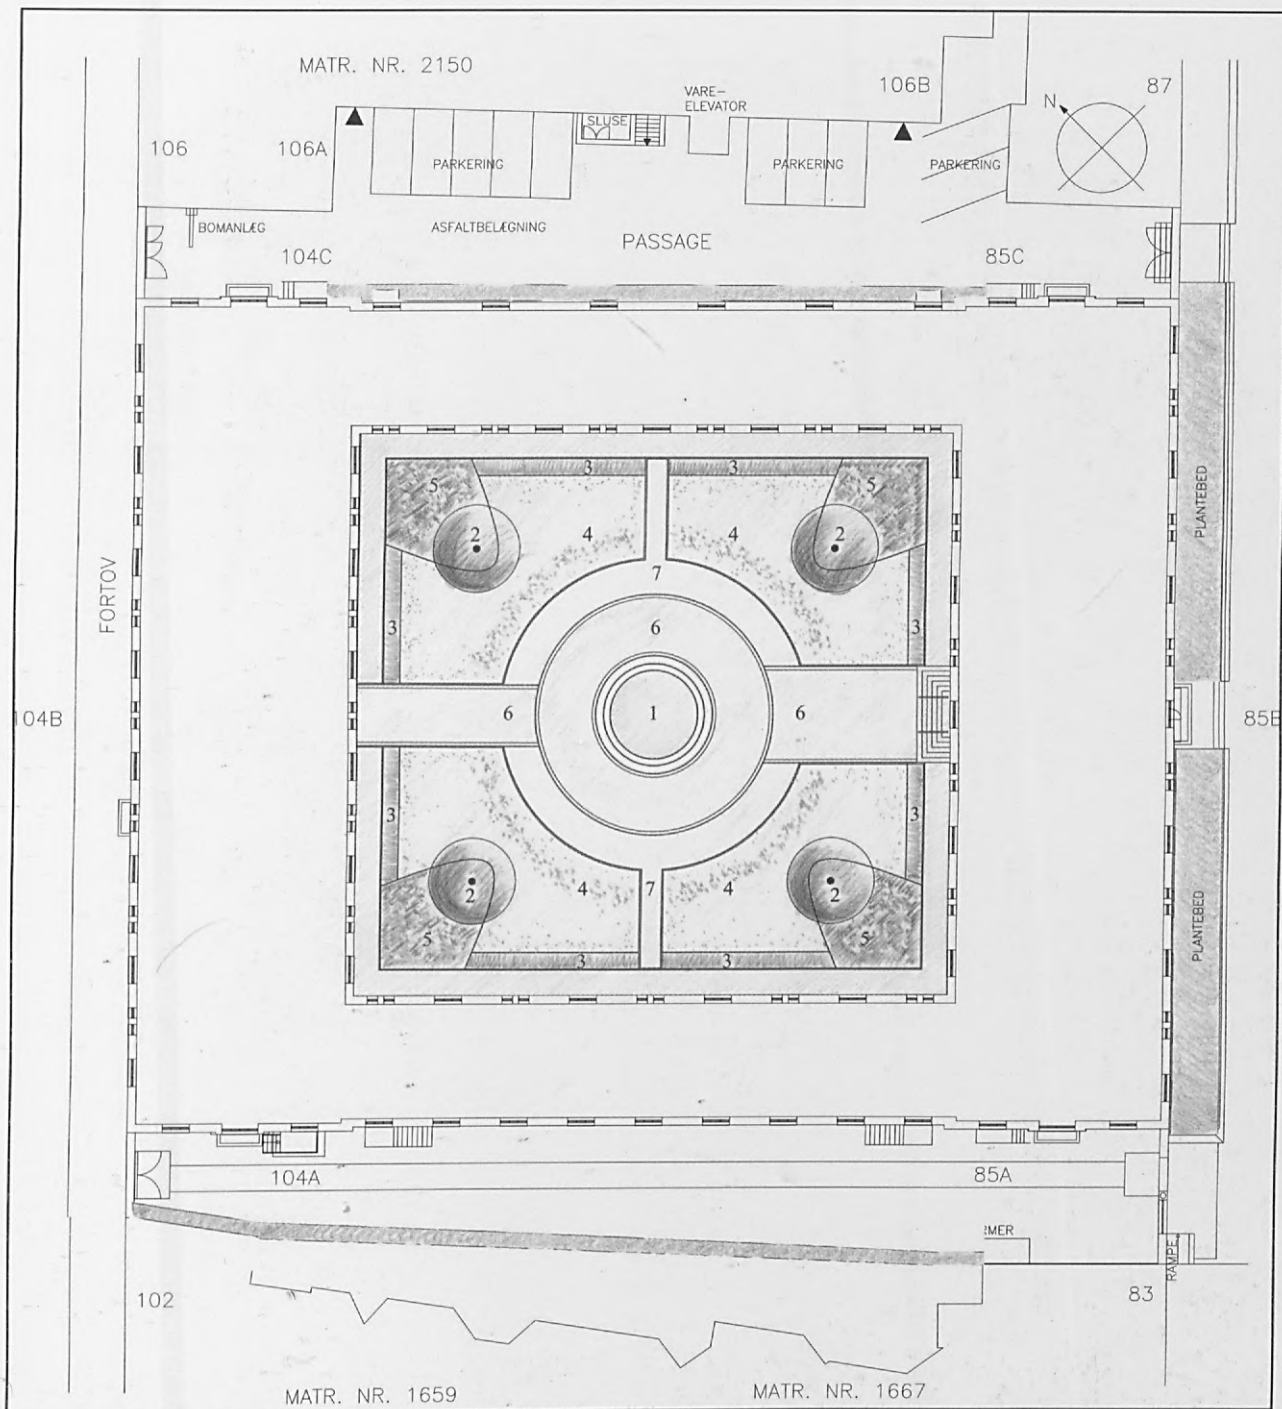 MATR. NR. 2150
106B
87
VARE-
ELEVATOR
N
SLUSE
106
106A
PARKERING
PARKERING
PARKERING
BOMANLÆG
ASFALTBELÆGNING
PASSAGE
104C
85C
3
3
5
5
2
4
4
2
PLANTEBED
FORTOV
7
3
6
3
104B
6
1
6
85B
3
3
2
4
7
4
2
5
5
3
3
PLANTEBED
104A
85A
RMER
RAMPE
102
83
MATR. NR. 1659
MATR. NR. 1667